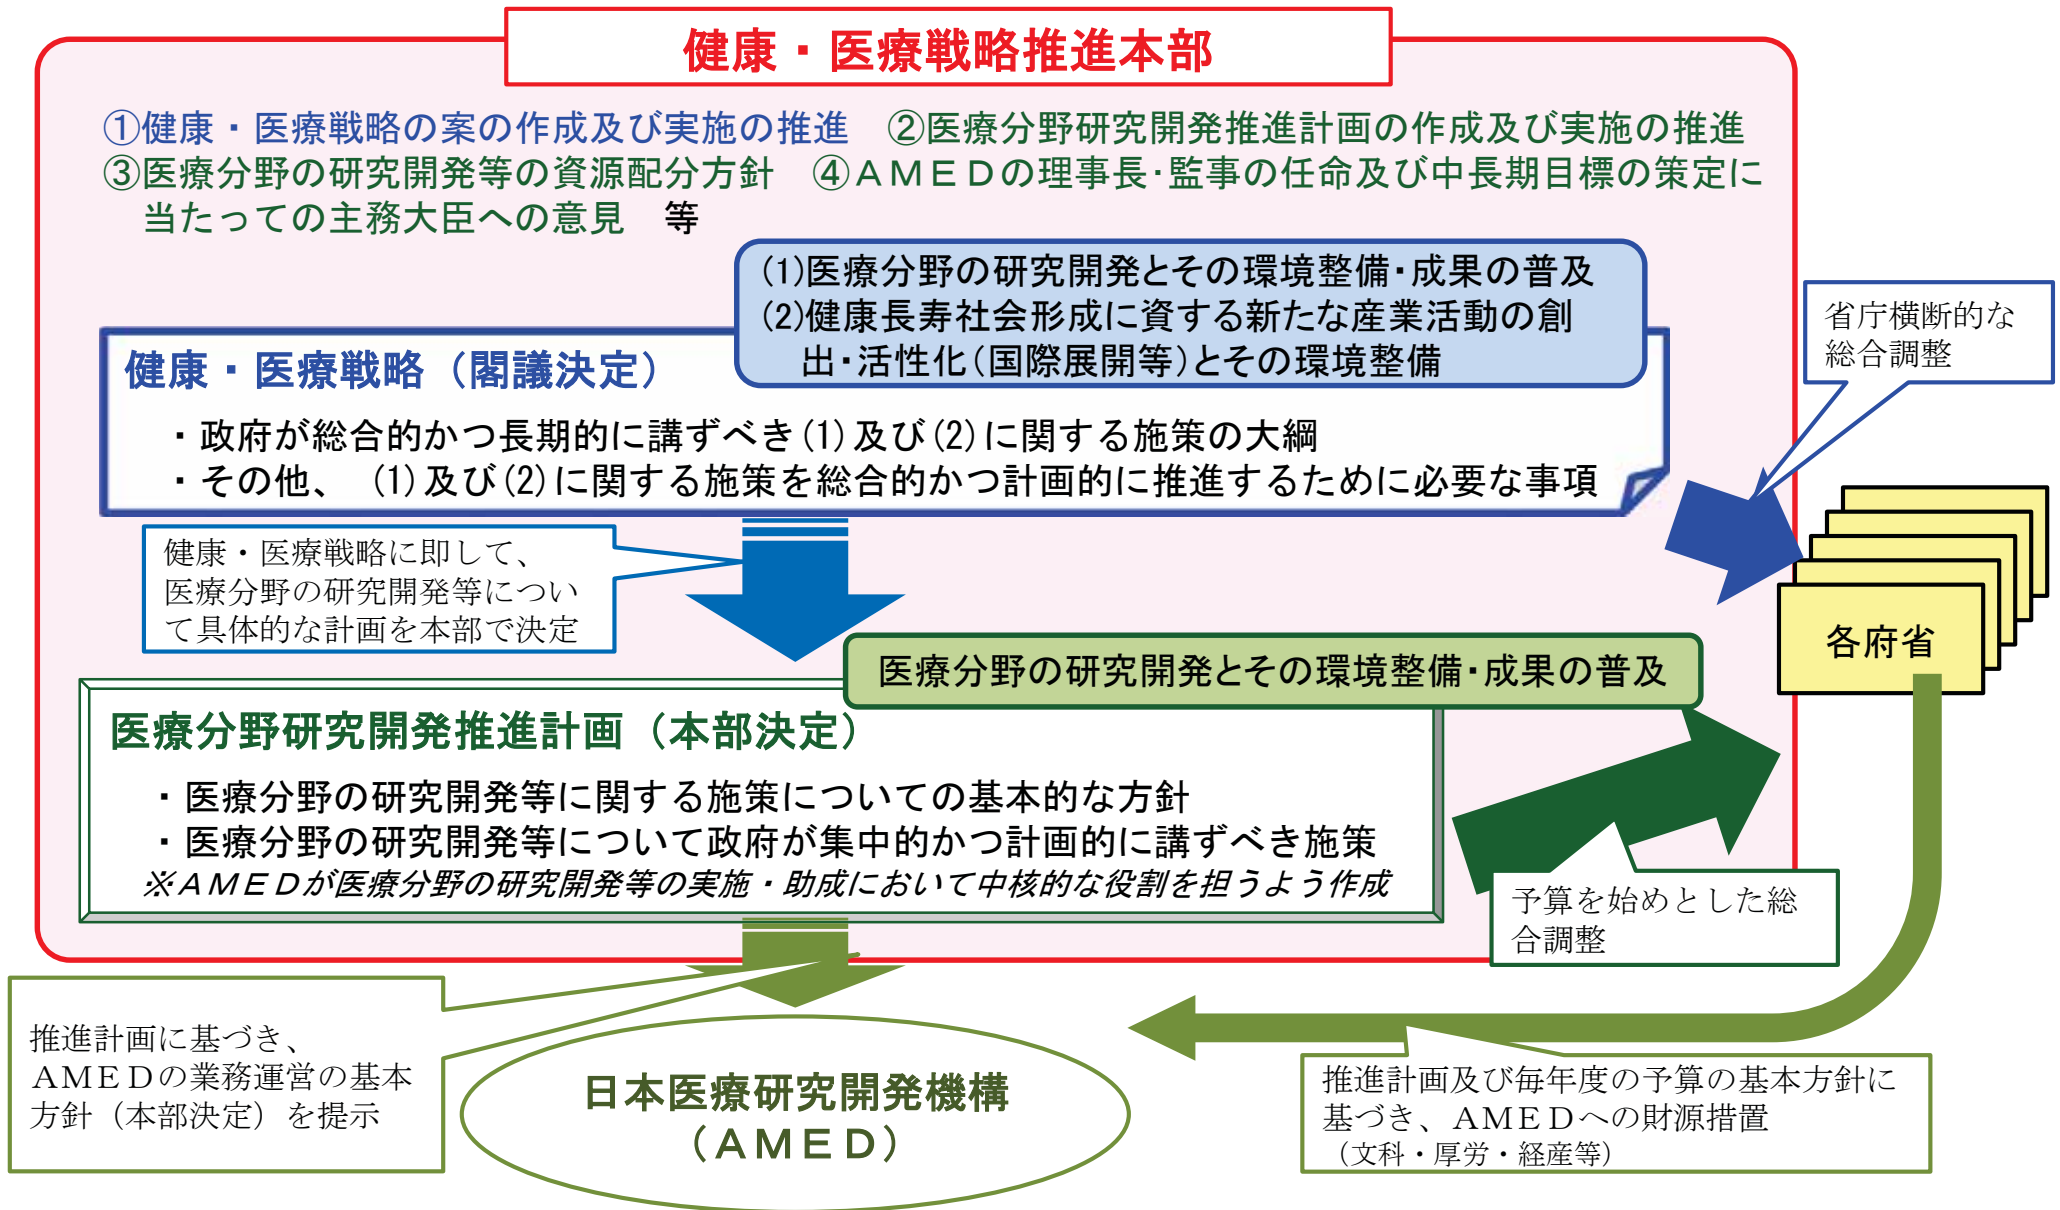 健康・医療戦略推進本部
①健康・医療戦略の案の作成及び実施の推進　②医療分野研究開発推進計画の作成及び実施の推進
③医療分野の研究開発等の資源配分方針　④ＡＭＥＤの理事長・監事の任命及び中長期目標の策定に
当たっての主務大臣への意見　等
(1)医療分野の研究開発とその環境整備・成果の普及
(2)健康長寿社会形成に資する新たな産業活動の創
出・活性化(国際展開等)とその環境整備
健康・医療戦略（閣議決定）
・政府が総合的かつ長期的に講ずべき(1)及び(2)に関する施策の大綱
・その他、 (1)及び(2)に関する施策を総合的かつ計画的に推進するために必要な事項
省庁横断的な
総合調整
健康・医療戦略に即して、
医療分野の研究開発等につい
て具体的な計画を本部で決定
各府省
医療分野の研究開発とその環境整備・成果の普及
医療分野研究開発推進計画（本部決定）
・医療分野の研究開発等に関する施策についての基本的な方針
・医療分野の研究開発等について政府が集中的かつ計画的に講ずべき施策
※ＡＭＥＤが医療分野の研究開発等の実施・助成において中核的な役割を担うよう作成
予算を始めとした総
合調整
推進計画に基づき、
ＡＭＥＤの業務運営の基本
方針（本部決定）を提示
日本医療研究開発機構
（ＡＭＥＤ）
推進計画及び毎年度の予算の基本方針に
基づき、ＡＭＥＤへの財源措置
（文科・厚労・経産等）